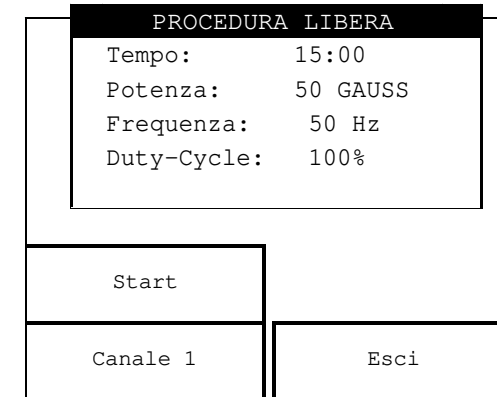 PROCEDURA LIBERA
Tempo: 15:00
Potenza: 50 GAUSS
Frequenza: 50 Hz
Duty-Cycle: 100%
Start
Canale 1 Esci